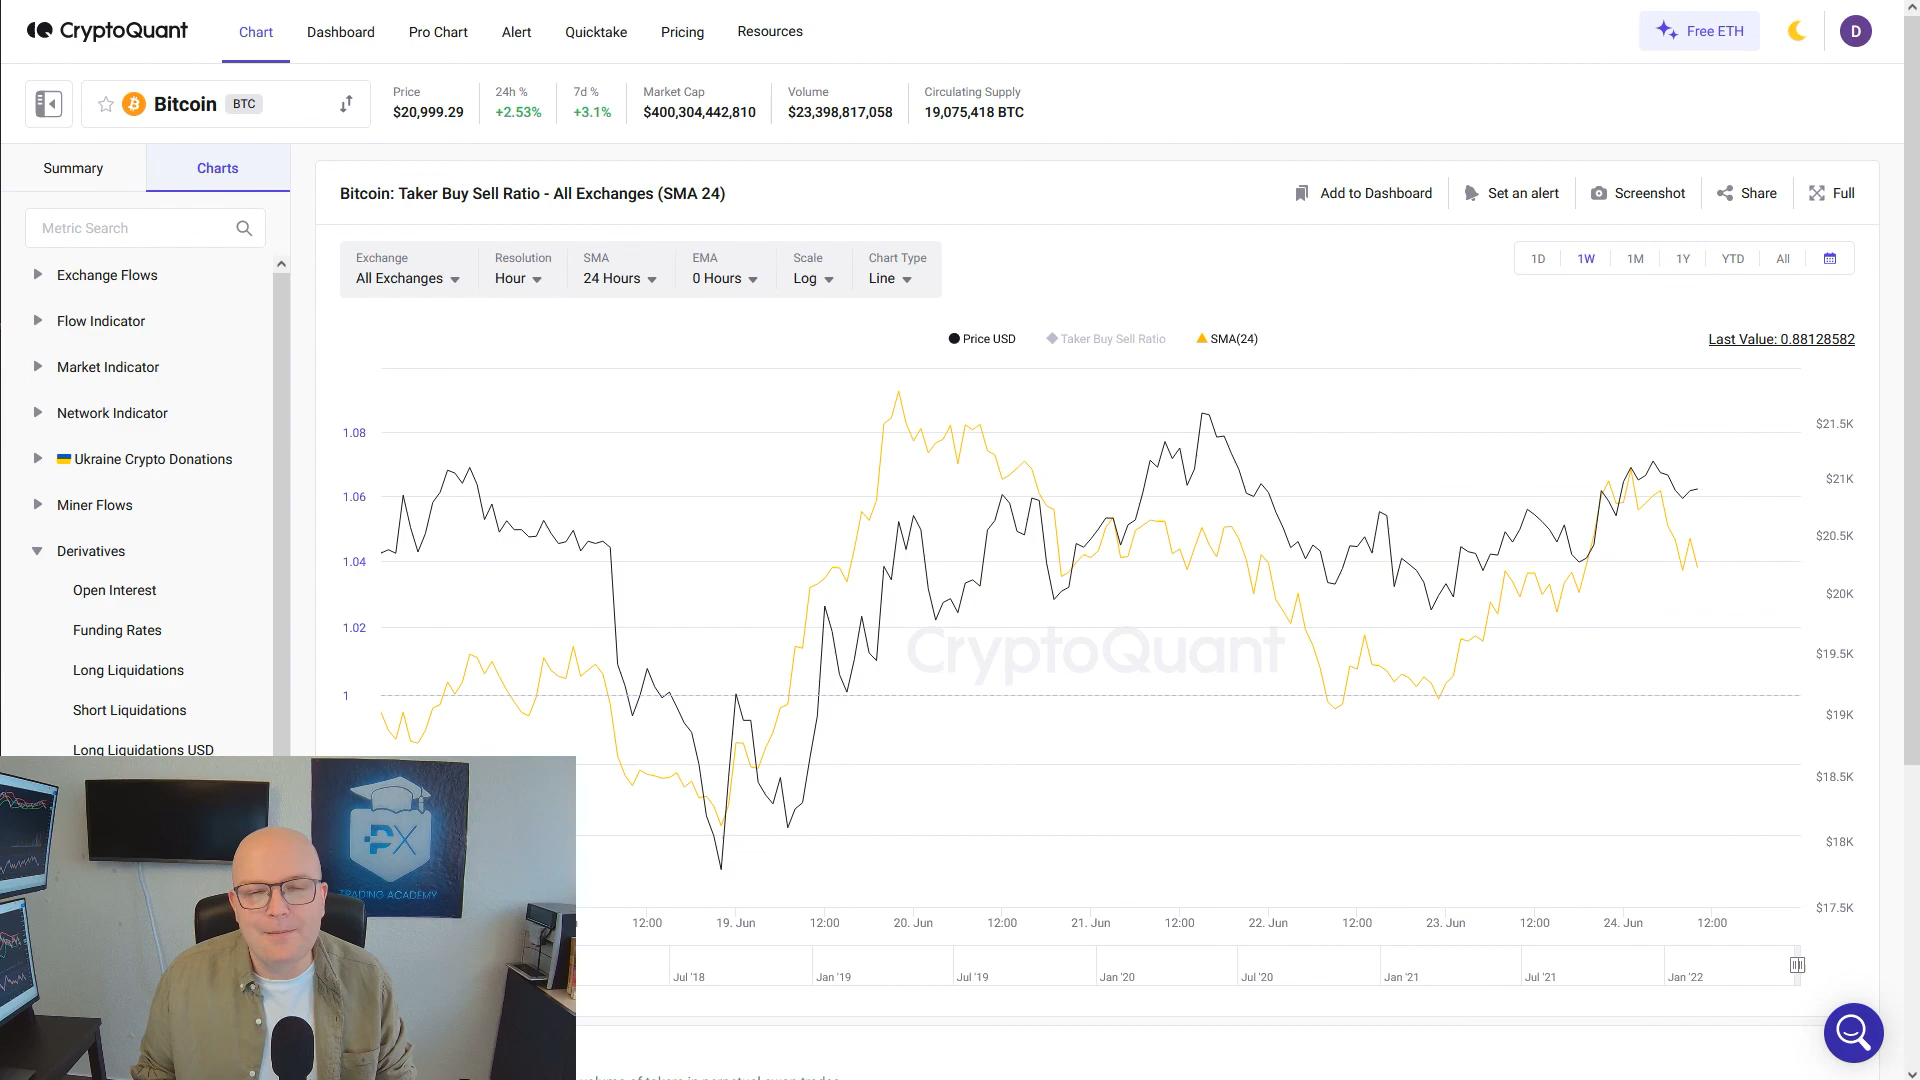 CryptoQuant
Chart
Dashboard
Pro Chart
Alert
Quicktake
Pricing
Resources
Free ETH
D
Bitcoin BTC
Price
$20,999.29
24h %
+2.53%
7d %
+3.1%
Market Cap
$400,304,442,810
Volume
$23,398,817,058
Circulating Supply
19,075,418 BTC
Summary
Charts
Metric Search
Exchange Flows
Flow Indicator
Market Indicator
Network Indicator
Ukraine Crypto Donations
Miner Flows
Derivatives
Open Interest
Funding Rates
Long Liquidations
Short Liquidations
Long Liquidations USD
Bitcoin: Taker Buy Sell Ratio - All Exchanges (SMA 24)
Add to Dashboard
Set an alert
Screenshot
Share
Full
Exchange
All Exchanges
Resolution
Hour
SMA
24 Hours
EMA
0 Hours
Scale
Log
Chart Type
Line
1D
1W
1M
1Y
YTD
All
Price USD
Taker Buy Sell Ratio
SMA(24)
Last Value: 0.88128582
1.08
1.06
1.04
1.02
1
$21.5K
$21K
$20.5K
$20K
$19.5K
$19K
$18.5K
$18K
$17.5K
CryptoQuant
12:00
19. Jun
12:00
20. Jun
12:00
21. Jun
12:00
22. Jun
12:00
23. Jun
12:00
24. Jun
12:00
Jul '18
Jan '19
Jul '19
Jan '20
Jul '20
Jan '21
Jul '21
Jan '22
PX
TRADING ACADEMY